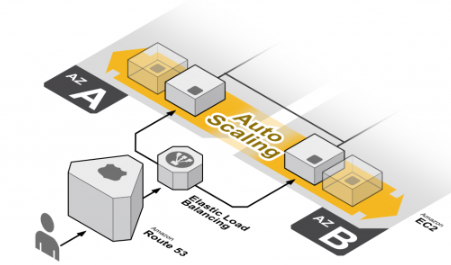 AZ
A
Auto
Scaling
Elastic Load
Balancing
Amazon
Route 53
Amazon
EC2
AZ
B